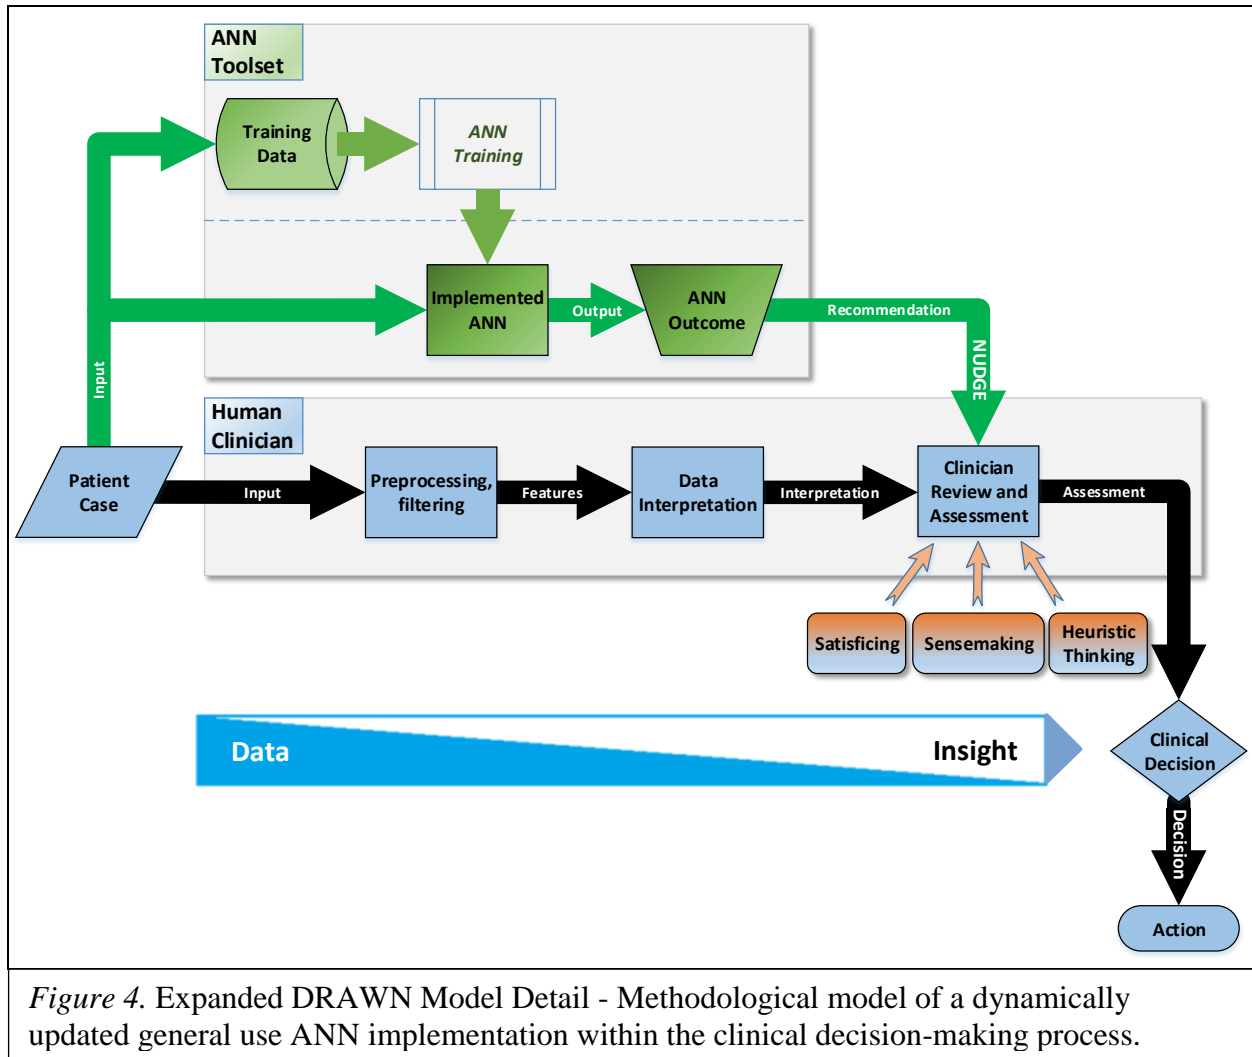 ANN
Toolset
Training
Data
ANN
Training
Implemented
ANN
Output
ANN
Outcome
Recommendation
NUDGE
Input
Human
Clinician
Patient
Case
Input
Preprocessing,
filtering
Features
Data
Interpretation
Interpretation
Clinician
Review and
Assessment
Assessment
Satisficing
Sensemaking
Heuristic
Thinking
Data
Insight
Clinical
Decision
Decision
Action
Figure 4. Expanded DRAWN Model Detail - Methodological model of a dynamically
updated general use ANN implementation within the clinical decision-making process.